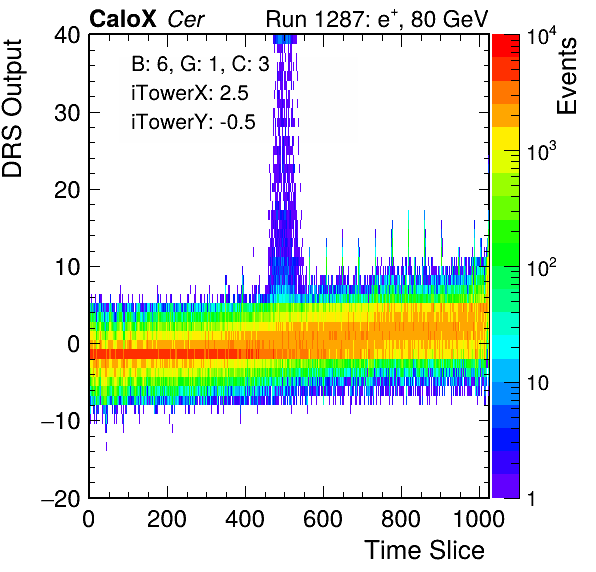 CaloX Cer Run 1287: e⁺, 80 GeV
B: 6, G: 1, C: 3
iTowerX: 2.5
iTowerY: -0.5
DRS Output
40
30
20
10
0
−10
−20
0 200 400 600 800 1000
Time Slice
Events
10⁴
10³
10²
10
1